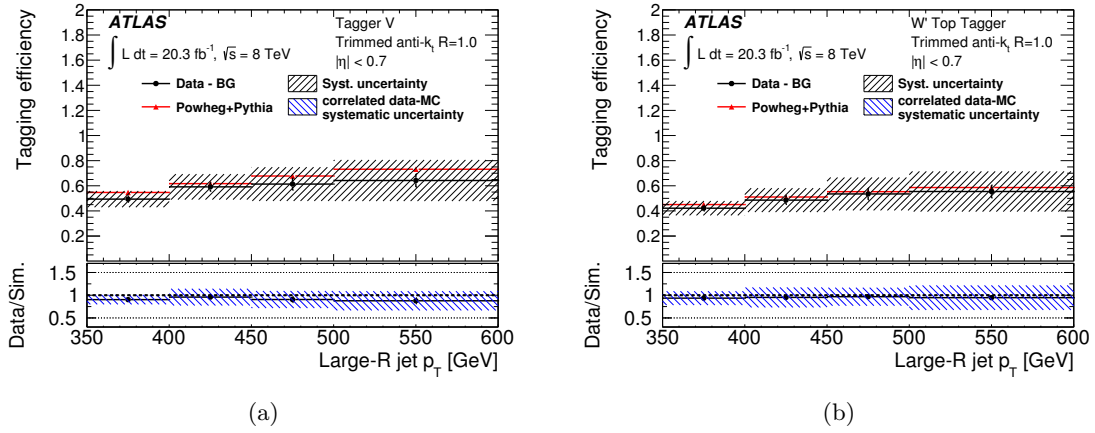 ATLAS
∫ L dt = 20.3 fb⁻¹, √s = 8 TeV
Tagger V
Trimmed anti-k_t R=1.0
|η| < 0.7
Data - BG
Powheg+Pythia
Syst. uncertainty
correlated data-MC
systematic uncertainty
Tagging efficiency
2
1.8
1.6
1.4
1.2
1
0.8
0.6
0.4
0.2
Data/Sim.
1.5
1
0.5
350 400 450 500 550 600
Large-R jet p_T [GeV]
(a)
ATLAS
∫ L dt = 20.3 fb⁻¹, √s = 8 TeV
W' Top Tagger
Trimmed anti-k_t R=1.0
|η| < 0.7
Data - BG
Powheg+Pythia
Syst. uncertainty
correlated data-MC
systematic uncertainty
Tagging efficiency
2
1.8
1.6
1.4
1.2
1
0.8
0.6
0.4
0.2
Data/Sim.
1.5
1
0.5
350 400 450 500 550 600
Large-R jet p_T [GeV]
(b)